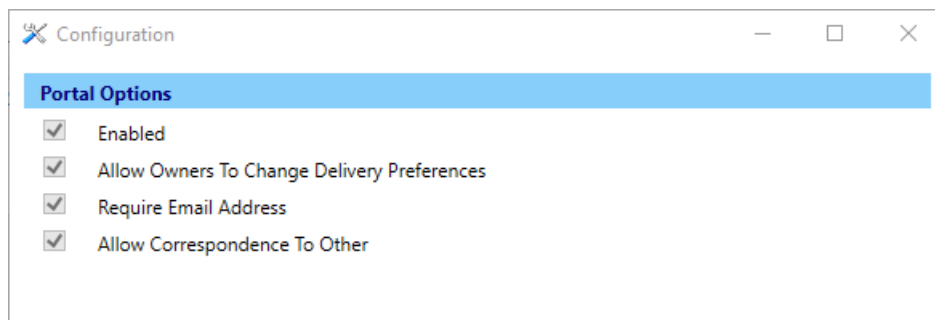 Configuration
Portal Options
Enabled
Allow Owners To Change Delivery Preferences
Require Email Address
Allow Correspondence To Other